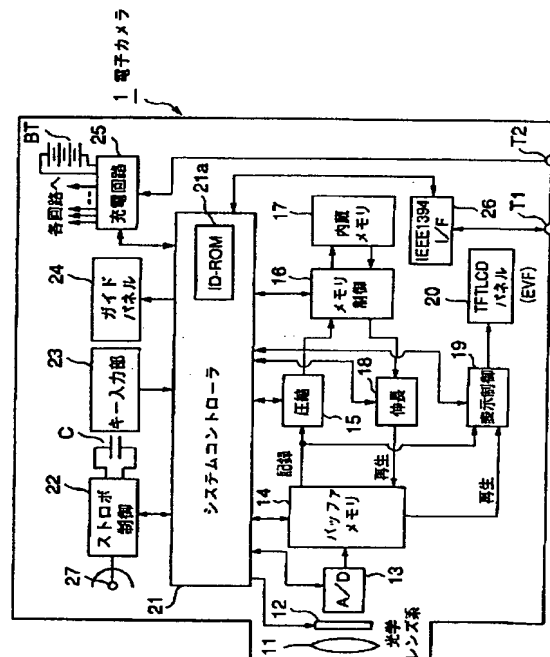 1 電子カメラ
BT
25
各回路へ
充電回路
T2
21a
ID-ROM
24
ガイド
パネル
17
内蔵
メモリ
26
IEEE1394
I/F
T1
23
キー入力部
16
メモリ
制御
20
TFTLCD
パネル
(EVF)
C
システムコントローラ
18
伸長
19
表示制御
22
ストロボ
制御
圧縮
15
記録
再生
再生
14
バッファ
メモリ
27
21
12
A/D
13
11
光学
レンズ系